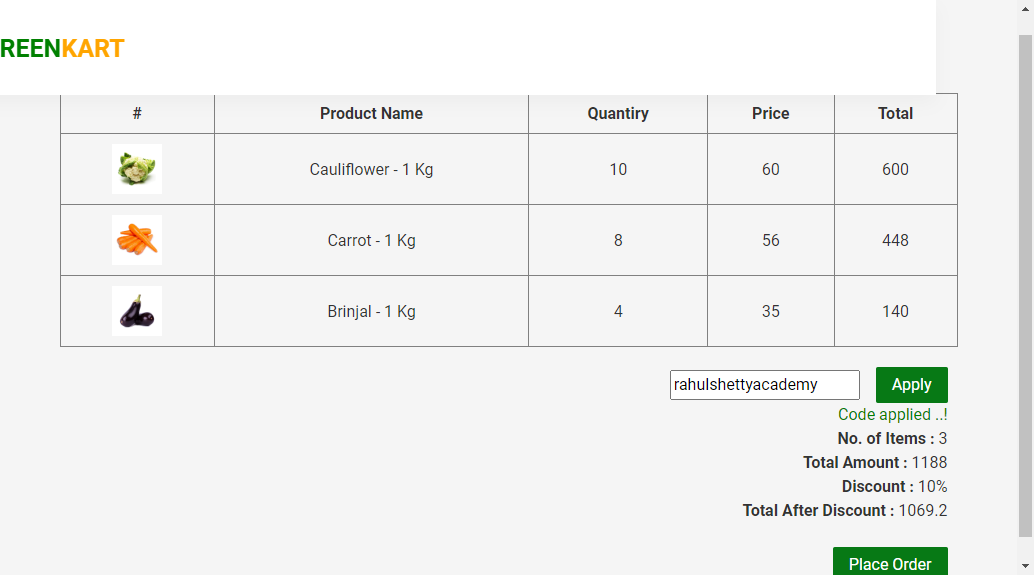 REENKART
# Product Name Quantiry Price Total
Cauliflower - 1 Kg 10 60 600
Carrot - 1 Kg 8 56 448
Brinjal - 1 Kg 4 35 140
rahulshettyacademy Apply
Code applied ..!
No. of Items : 3
Total Amount : 1188
Discount : 10%
Total After Discount : 1069.2
Place Order